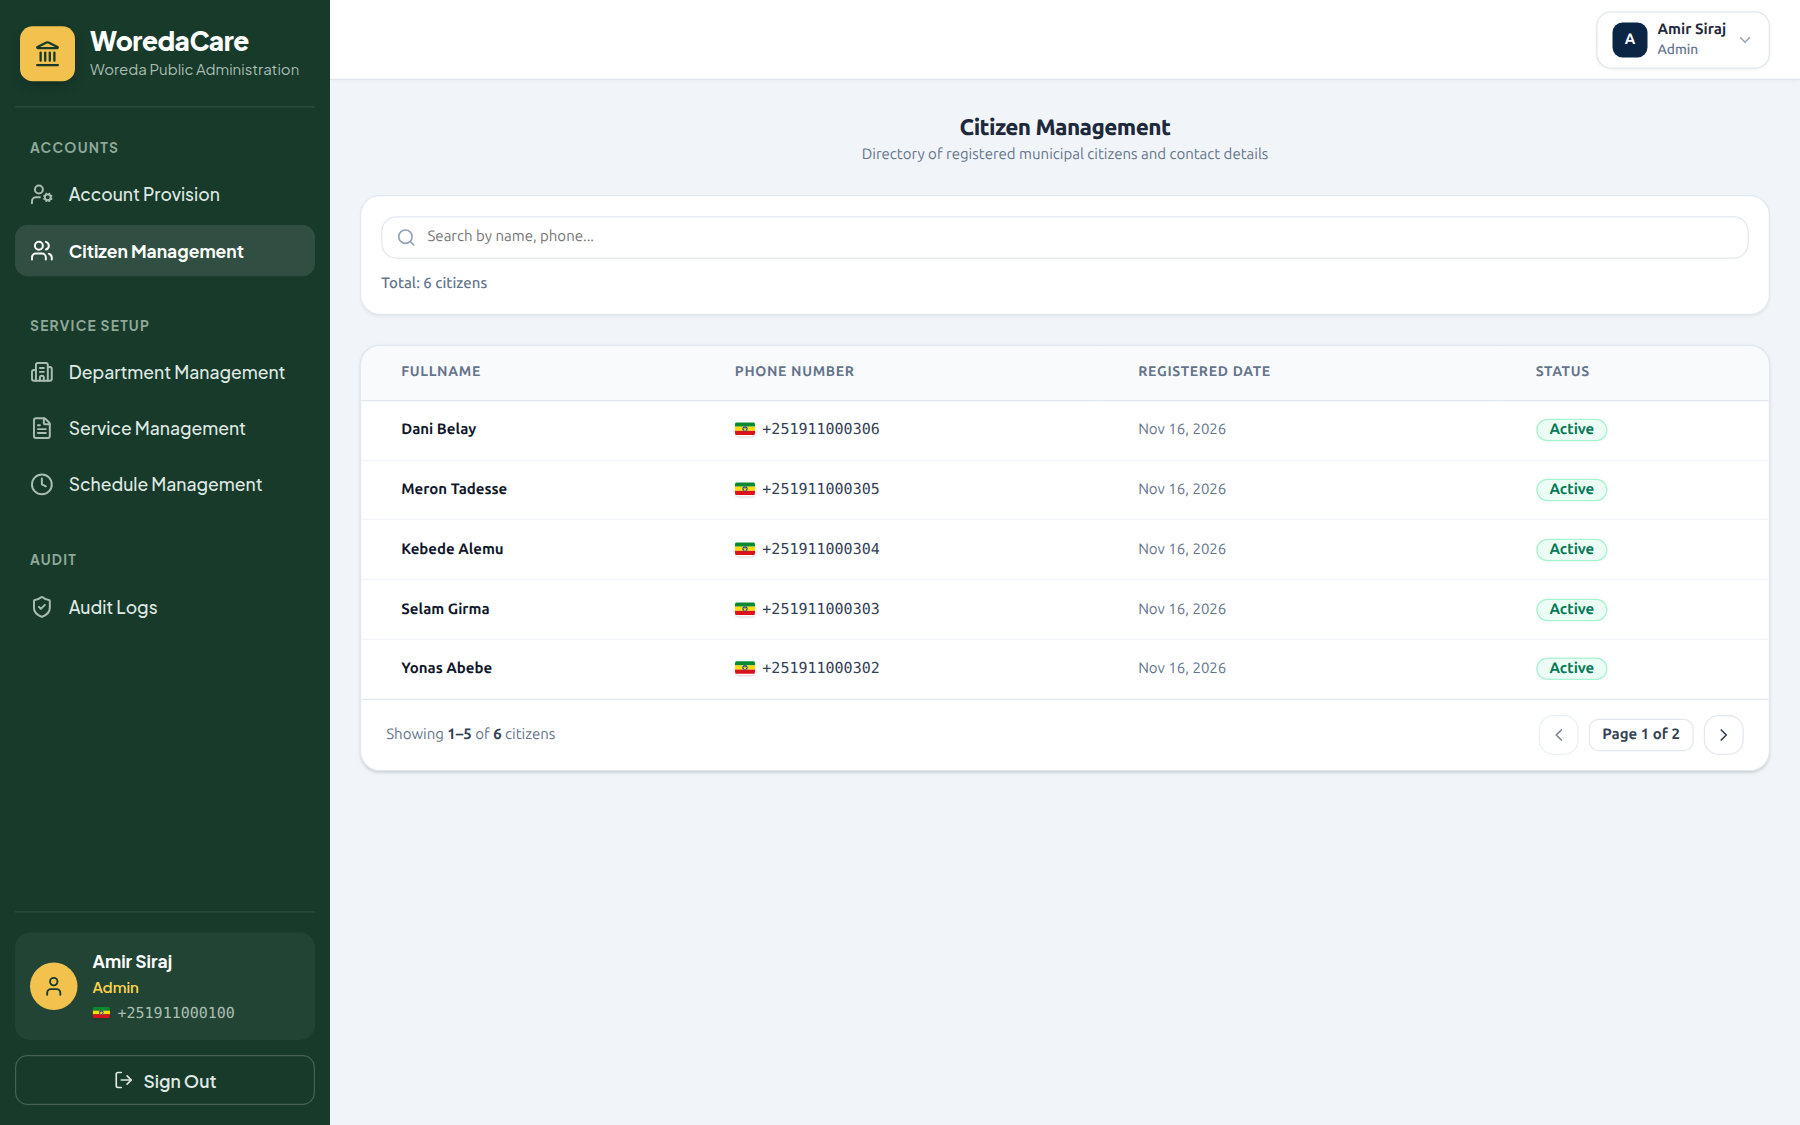 WoredaCare
Woreda Public Administration
ACCOUNTS
Account Provision
Citizen Management
SERVICE SETUP
Department Management
Service Management
Schedule Management
AUDIT
Audit Logs
Amir Siraj
Admin
+251911000100
Sign Out
A
Amir Siraj
Admin
Citizen Management
Directory of registered municipal citizens and contact details
Search by name, phone...
Total: 6 citizens
FULLNAME PHONE NUMBER REGISTERED DATE STATUS
Dani Belay +251911000306 Nov 16, 2026 Active
Meron Tadesse +251911000305 Nov 16, 2026 Active
Kebede Alemu +251911000304 Nov 16, 2026 Active
Selam Girma +251911000303 Nov 16, 2026 Active
Yonas Abebe +251911000302 Nov 16, 2026 Active
Showing 1–5 of 6 citizens
Page 1 of 2